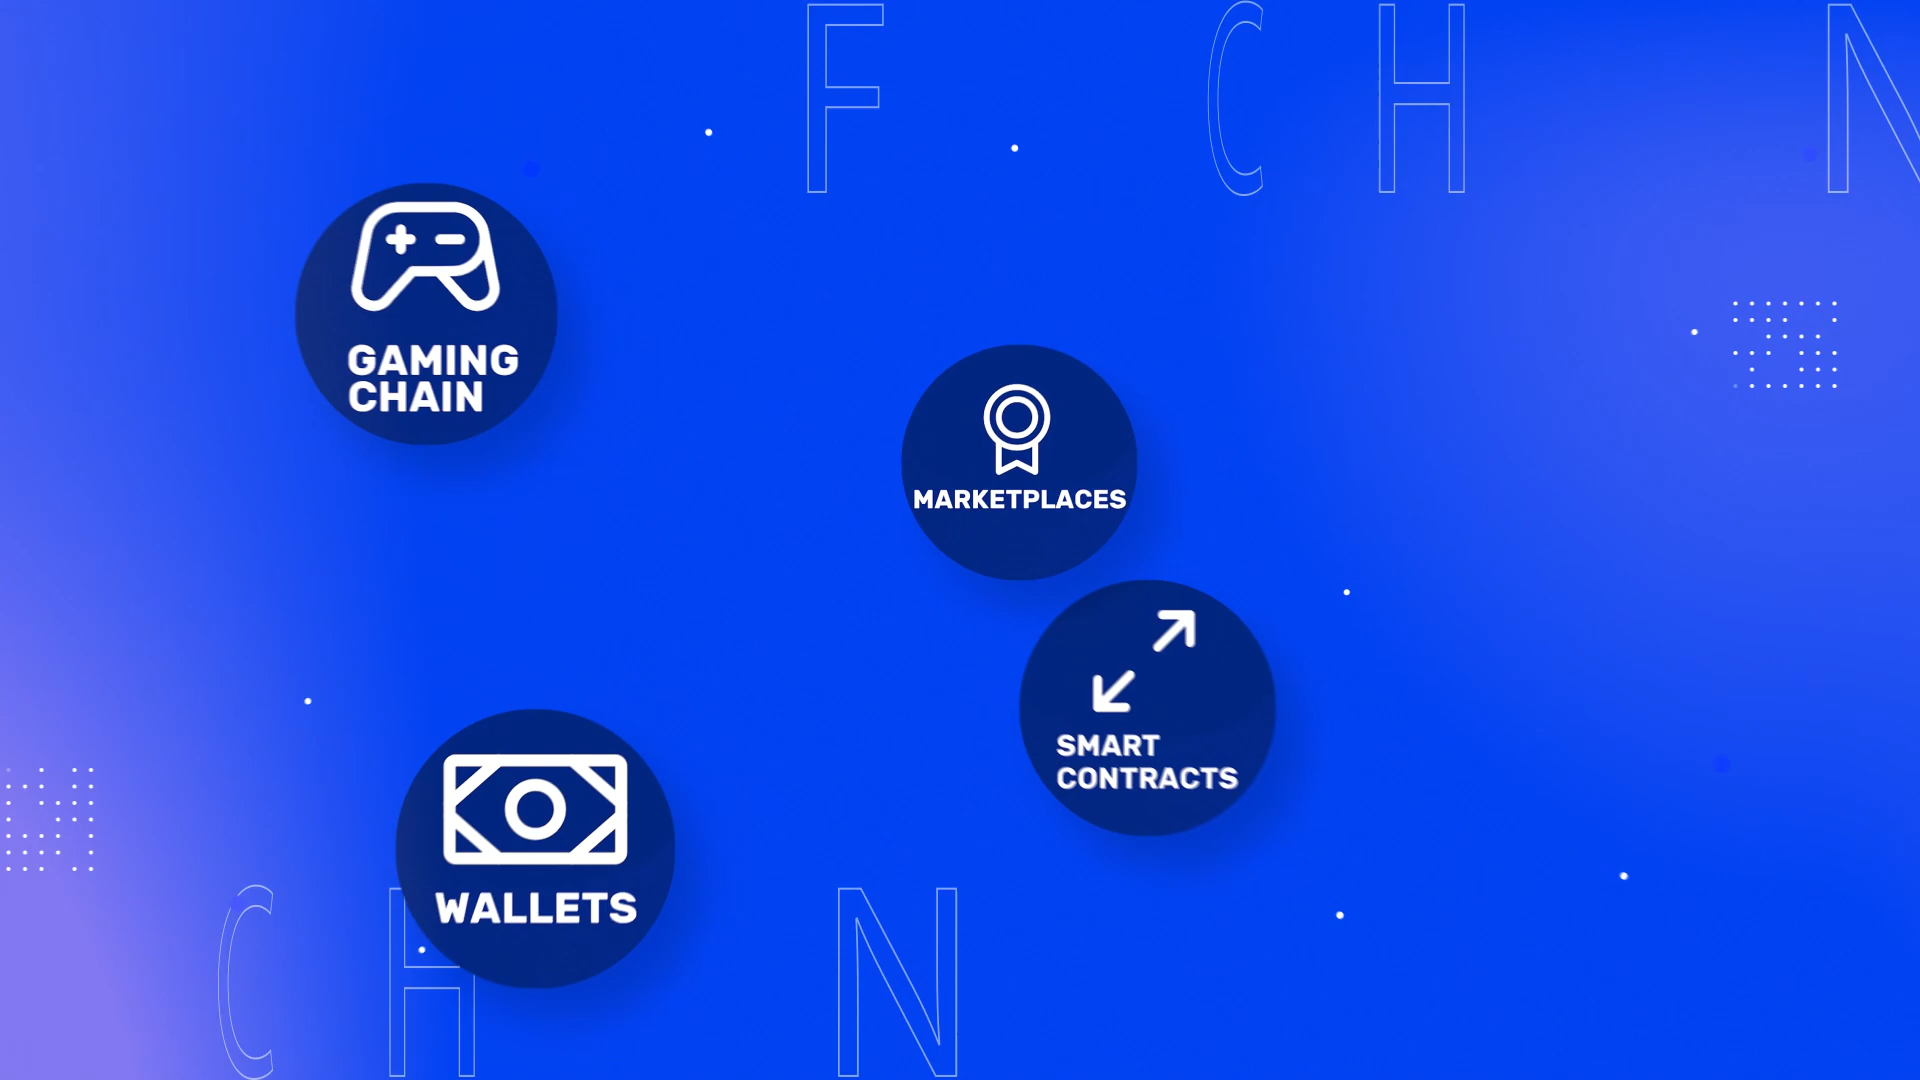 F C H N
GAMING
CHAIN
MARKETPLACES
SMART
CONTRACTS
WALLETS
C H N